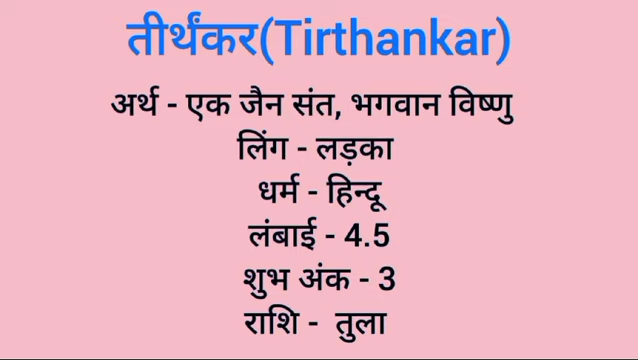 तीर्थंकर(Tirthankar)
अर्थ - एक जैन संत, भगवान विष्णु
लिंग - लड़का
धर्म - हिन्दू
लंबाई - 4.5
शुभ अंक - 3
राशि - तुला